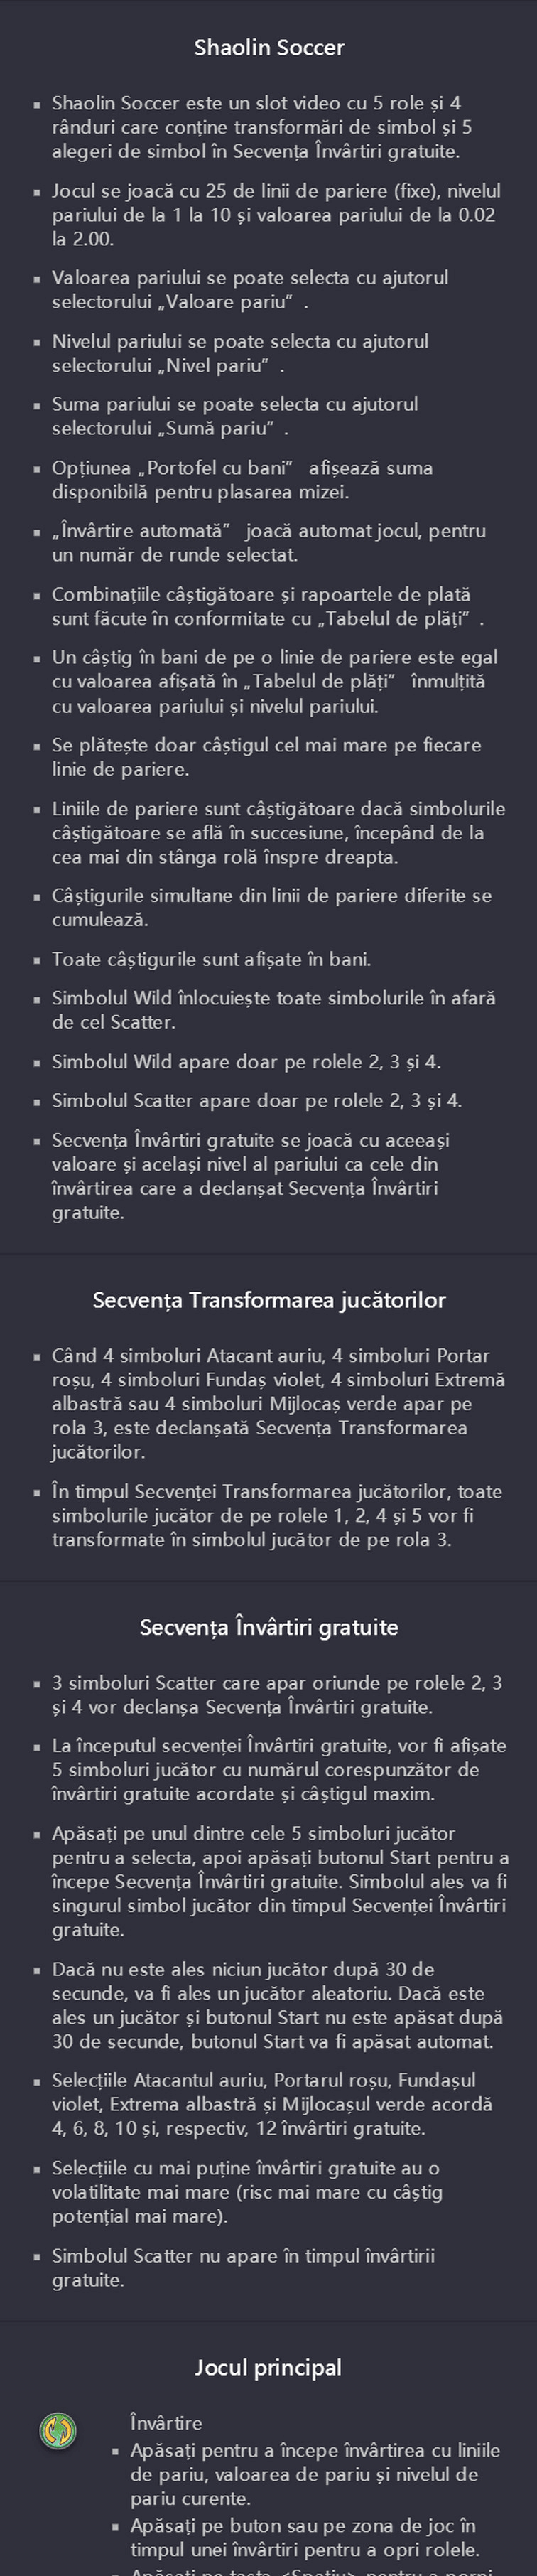 Shaolin Soccer
Shaolin Soccer este un slot video cu 5 role și 4
rânduri care conține transformări de simbol și 5
alegeri de simbol în Secvența Învârtiri gratuite.
Jocul se joacă cu 25 de linii de pariere (fixe), nivelul
pariului de la 1 la 10 și valoarea pariului de la 0.02
la 2.00.
Valoarea pariului se poate selecta cu ajutorul
selectorului „Valoare pariu” .
Nivelul pariului se poate selecta cu ajutorul
selectorului „Nivel pariu” .
Suma pariului se poate selecta cu ajutorul
selectorului „Sumă pariu” .
Opțiunea „Portofel cu bani” afișează suma
disponibilă pentru plasarea mizei.
„Învârtire automată” joacă automat jocul, pentru
un număr de runde selectat.
Combinațiile câștigătoare și rapoartele de plată
sunt făcute în conformitate cu „Tabelul de plăți” .
Un câștig în bani de pe o linie de pariere este egal
cu valoarea afișată în „Tabelul de plăți” înmulțită
cu valoarea pariului și nivelul pariului.
Se plătește doar câștigul cel mai mare pe fiecare
linie de pariere.
Liniile de pariere sunt câștigătoare dacă simbolurile
câștigătoare se află în succesiune, începând de la
cea mai din stânga rolă înspre dreapta.
Câștigurile simultane din linii de pariere diferite se
cumulează.
Toate câștigurile sunt afișate în bani.
Simbolul Wild înlocuiește toate simbolurile în afară
de cel Scatter.
Simbolul Wild apare doar pe rolele 2, 3 și 4.
Simbolul Scatter apare doar pe rolele 2, 3 și 4.
Secvența Învârtiri gratuite se joacă cu aceeași
valoare și același nivel al pariului ca cele din
învârtirea care a declanșat Secvența Învârtiri
gratuite.
Secvența Transformarea jucătorilor
Când 4 simboluri Atacant auriu, 4 simboluri Portar
roșu, 4 simboluri Fundaș violet, 4 simboluri Extremă
albastră sau 4 simboluri Mijlocaș verde apar pe
rola 3, este declanșată Secvența Transformarea
jucătorilor.
În timpul Secvenței Transformarea jucătorilor, toate
simbolurile jucător de pe rolele 1, 2, 4 și 5 vor fi
transformate în simbolul jucător de pe rola 3.
Secvența Învârtiri gratuite
3 simboluri Scatter care apar oriunde pe rolele 2, 3
și 4 vor declanșa Secvența Învârtiri gratuite.
La începutul secvenței Învârtiri gratuite, vor fi afișate
5 simboluri jucător cu numărul corespunzător de
învârtiri gratuite acordate și câștigul maxim.
Apăsați pe unul dintre cele 5 simboluri jucător
pentru a selecta, apoi apăsați butonul Start pentru a
începe Secvența Învârtiri gratuite. Simbolul ales va fi
singurul simbol jucător din timpul Secvenței Învârtiri
gratuite.
Dacă nu este ales niciun jucător după 30 de
secunde, va fi ales un jucător aleatoriu. Dacă este
ales un jucător și butonul Start nu este apăsat după
30 de secunde, butonul Start va fi apăsat automat.
Selecțiile Atacantul auriu, Portarul roșu, Fundașul
violet, Extrema albastră și Mijlocașul verde acordă
4, 6, 8, 10 și, respectiv, 12 învârtiri gratuite.
Selecțiile cu mai puține învârtiri gratuite au o
volatilitate mai mare (risc mai mare cu câștig
potențial mai mare).
Simbolul Scatter nu apare în timpul învârtirii
gratuite.
Jocul principal
Învârtire
Apăsați pentru a începe învârtirea cu liniile
de pariu, valoarea de pariu și nivelul de
pariu curente.
Apăsați pe buton sau pe zona de joc în
timpul unei învârtiri pentru a opri rolele.
Apăsați pe tasta <Spațiu> pentru a porni